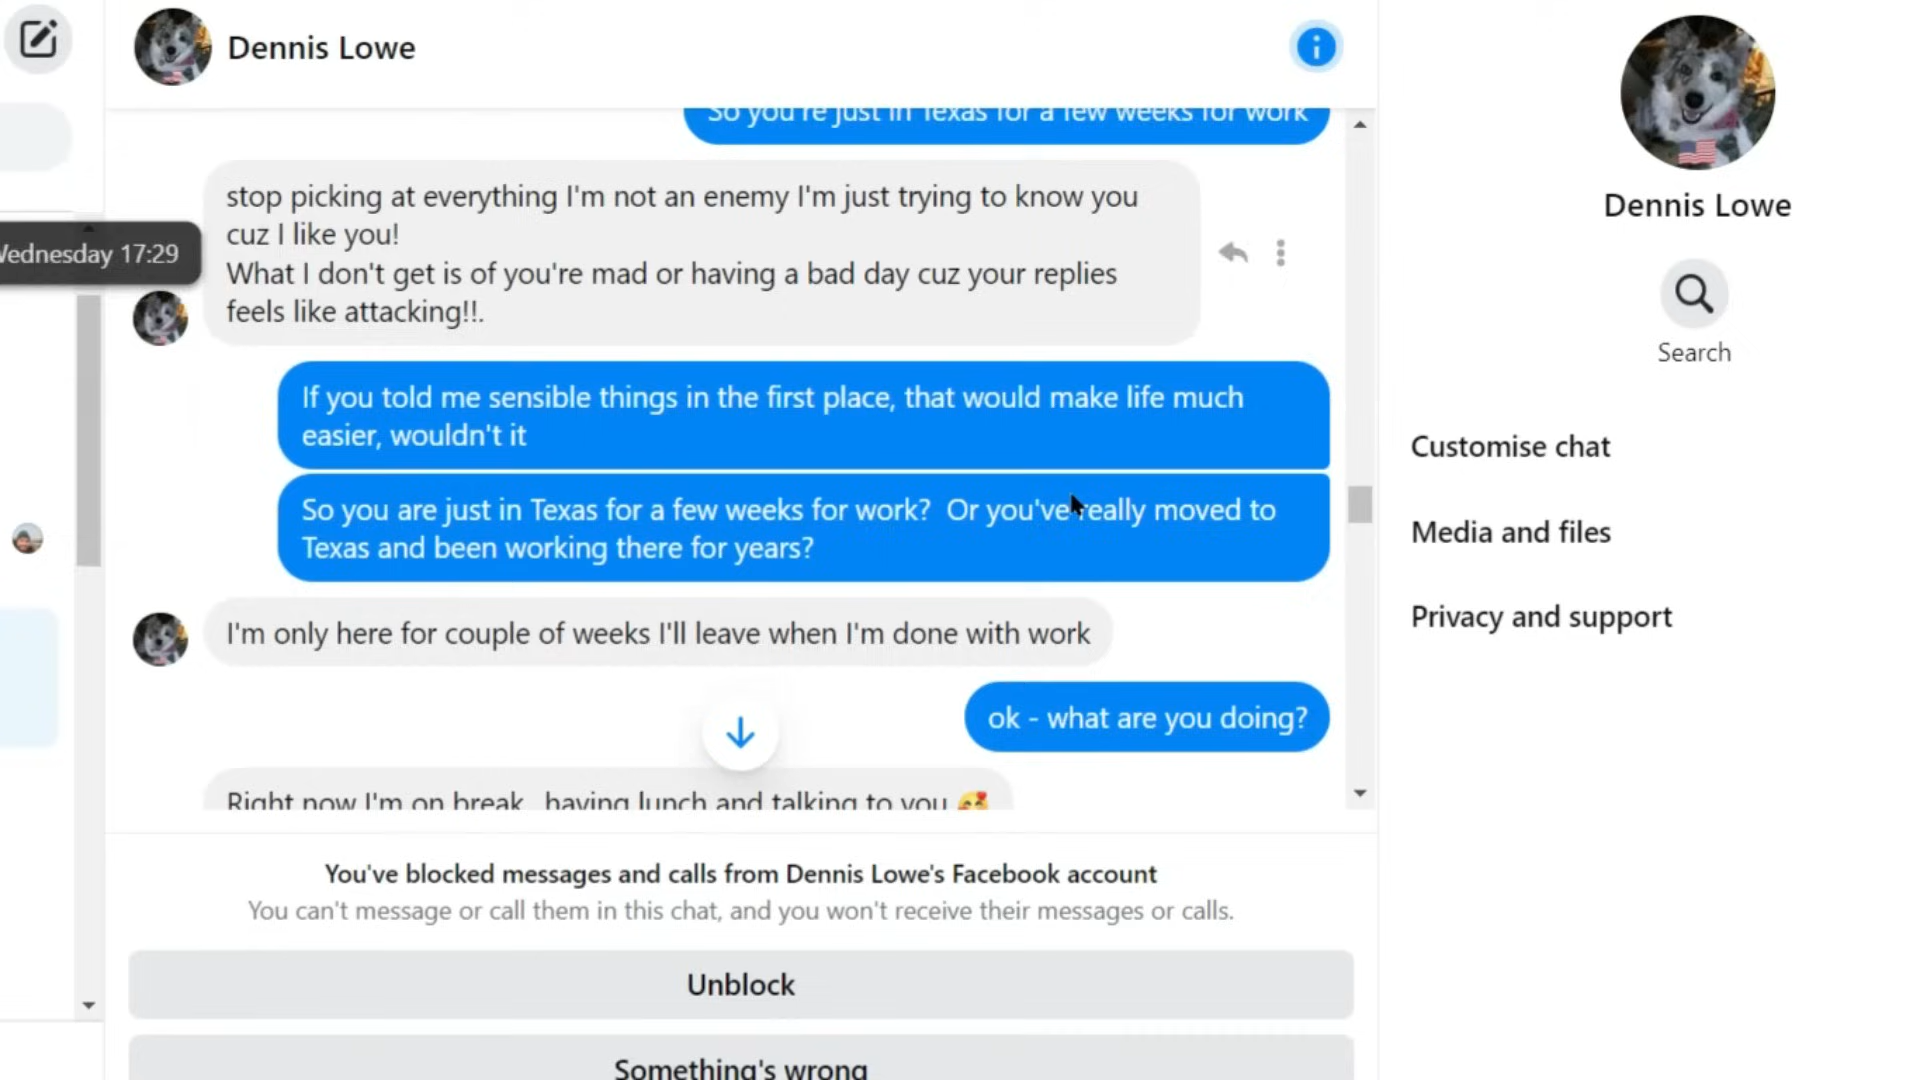 Dennis Lowe
So you're just in Texas for a few weeks for work
stop picking at everything I'm not an enemy I'm just trying to know you
cuz I like you!
What I don't get is of you're mad or having a bad day cuz your replies
feels like attacking!!.
Wednesday 17:29
If you told me sensible things in the first place, that would make life much
easier, wouldn't it
So you are just in Texas for a few weeks for work?  Or you've really moved to
Texas and been working there for years?
I'm only here for couple of weeks I'll leave when I'm done with work
ok - what are you doing?
Right now I'm on break, having lunch and talking to you 🥰
You've blocked messages and calls from Dennis Lowe's Facebook account
You can't message or call them in this chat, and you won't receive their messages or calls.
Unblock
Something's wrong
Dennis Lowe
Search
Customise chat
Media and files
Privacy and support